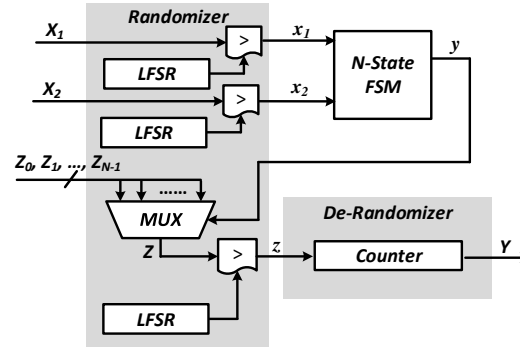 Randomizer
X1
>
x1
LFSR
N-State
FSM
y
X2
>
x2
LFSR
Z0, Z1, ..., ZN-1
......
MUX
De-Randomizer
Z
>
z
Counter
Y
LFSR